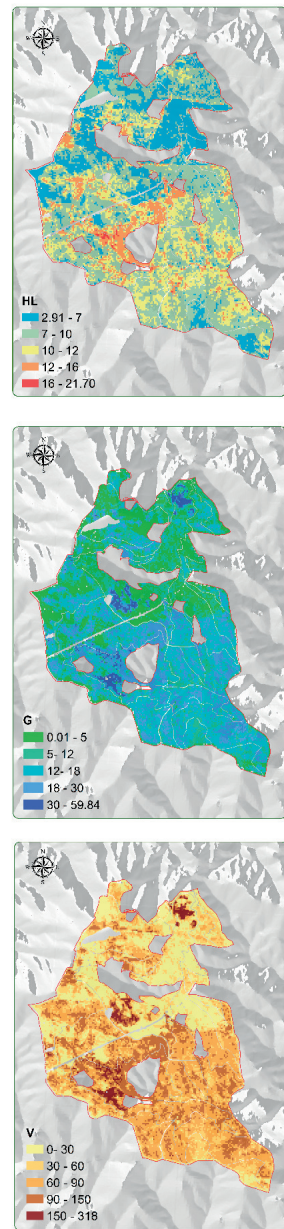 N
W E
S
HL
2.91 - 7
7 - 10
10 - 12
12 - 16
16 - 21.70
N
W E
S
G
0.01 - 5
5- 12
12- 18
18 - 30
30 - 59.84
N
W E
S
V
0- 30
30 - 60
60 - 90
90 - 150
150 - 318